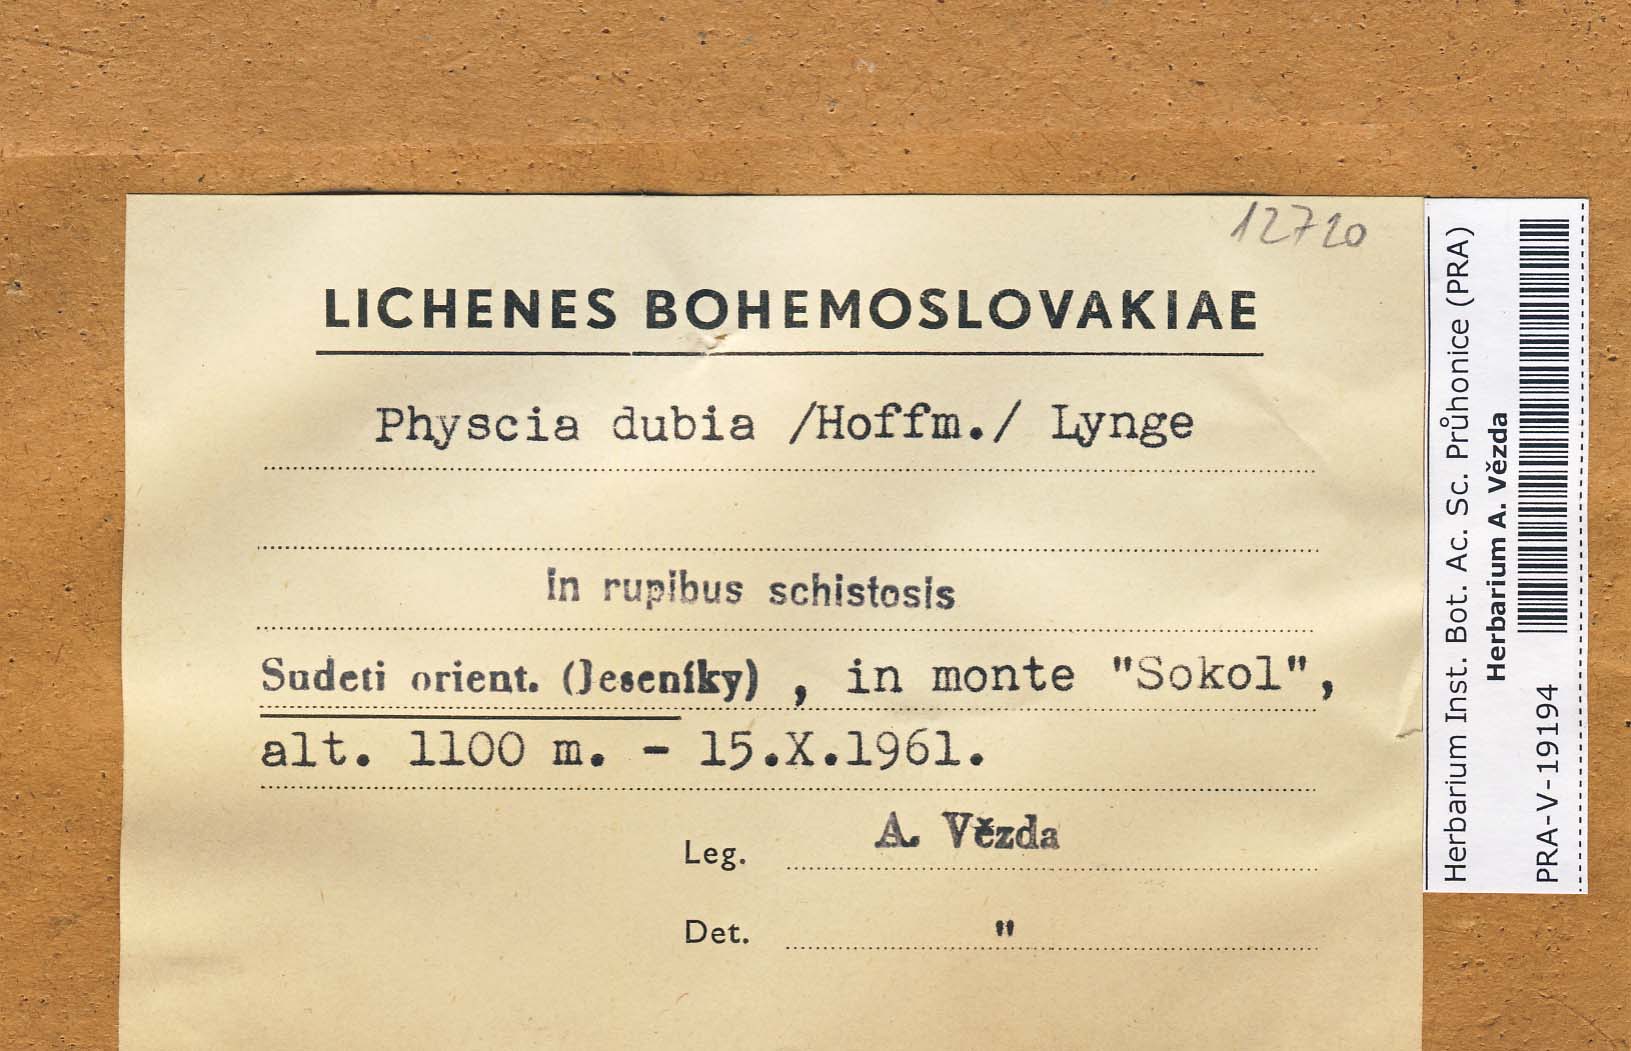 12720
LICHENES BOHEMOSLOVAKIAE
Physcia dubia /Hoffm./ Lynge
in rupibus schistosis
Sudeti orient. (Jeseníky) , in monte "Sokol",
alt. 1100 m. - 15.X.1961.
Leg. A. Vězda
Det. "
Herbarium Inst. Bot. Ac. Sc. Průhonice (PRA)
Herbarium A. Vězda
PRA-V-19194